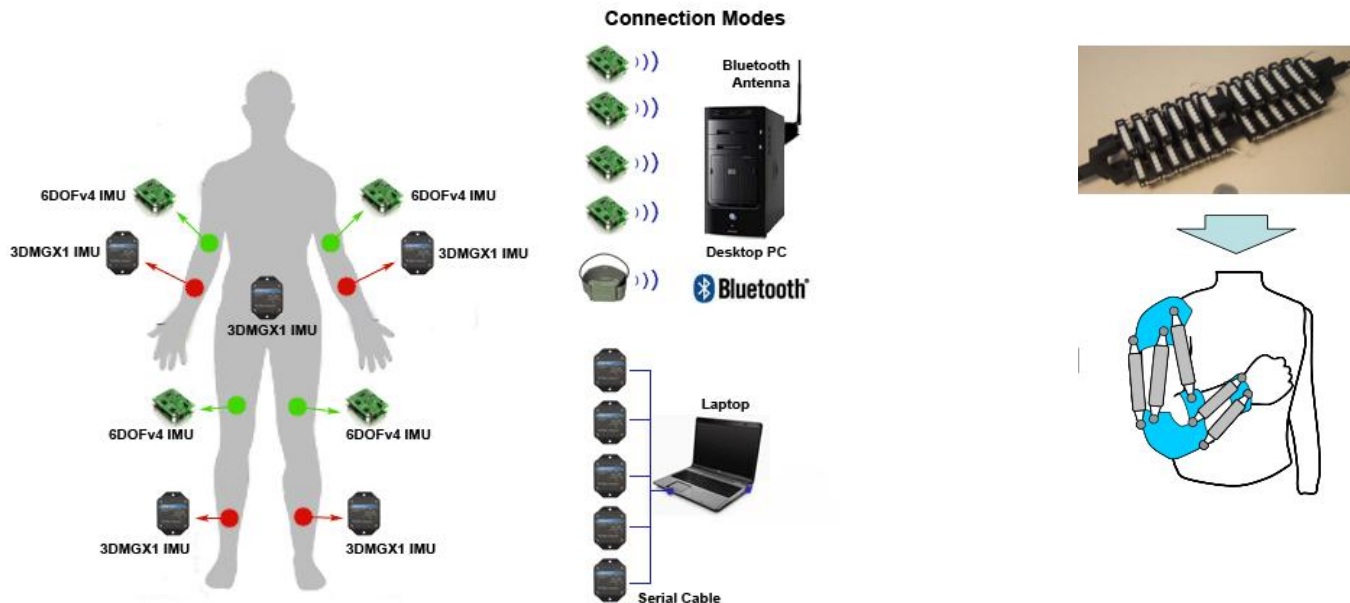 Connection Modes
6DOFv4 IMU
6DOFv4 IMU
3DMGX1 IMU
3DMGX1 IMU
3DMGX1 IMU
6DOFv4 IMU
6DOFv4 IMU
3DMGX1 IMU
3DMGX1 IMU
Bluetooth
Antenna
Desktop PC
Bluetooth®
Laptop
Serial Cable